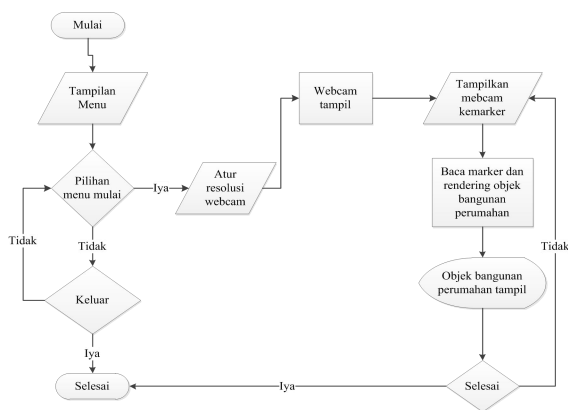 Mulai
Tampilan
Menu
Pilihan
menu mulai
Iya
Atur
resolusi
webcam
Webcam
tampil
Tampilkan
mebcam
kemarker
Baca marker dan
rendering objek
bangunan
perumahan
Objek bangunan
perumahan tampil
Selesai
Tidak
Iya
Tidak
Tidak
Keluar
Iya
Selesai